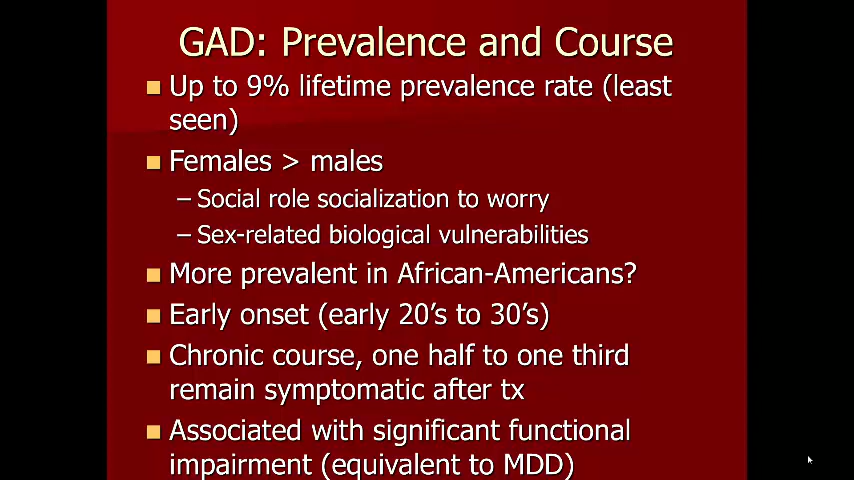 GAD: Prevalence and Course
■ Up to 9% lifetime prevalence rate (least
seen)
■ Females > males
– Social role socialization to worry
– Sex-related biological vulnerabilities
■ More prevalent in African-Americans?
■ Early onset (early 20’s to 30’s)
■ Chronic course, one half to one third
remain symptomatic after tx
■ Associated with significant functional
impairment (equivalent to MDD)